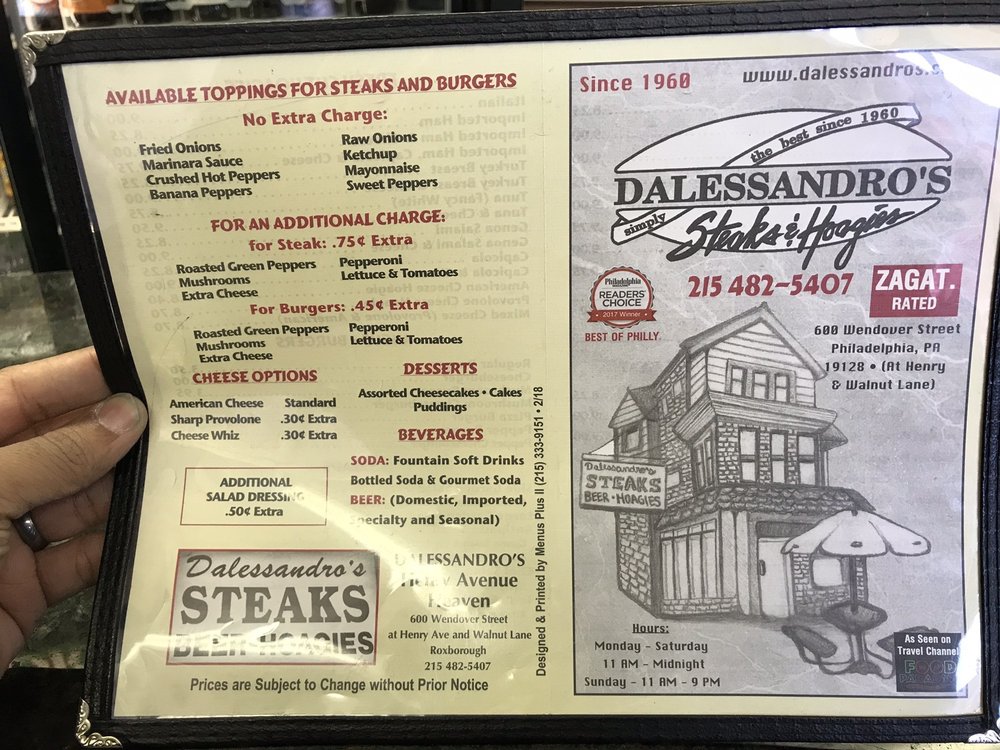 AVAILABLE TOPPINGS FOR STEAKS AND BURGERS
No Extra Charge:
Fried Onions
Marinara Sauce
Crushed Hot Peppers
Banana Peppers
Raw Onions
Ketchup
Mayonnaise
Sweet Peppers
FOR AN ADDITIONAL CHARGE:
for Steak: .75¢ Extra
Roasted Green Peppers
Mushrooms
Extra Cheese
Pepperoni
Lettuce & Tomatoes
For Burgers: .45¢ Extra
Roasted Green Peppers
Mushrooms
Extra Cheese
Pepperoni
Lettuce & Tomatoes
CHEESE OPTIONS
American Cheese Standard
Sharp Provolone .30¢ Extra
Cheese Whiz .30¢ Extra
ADDITIONAL
SALAD DRESSING
.50¢ Extra
DESSERTS
Assorted Cheesecakes • Cakes
Puddings
BEVERAGES
SODA: Fountain Soft Drinks
Bottled Soda & Gourmet Soda
BEER: (Domestic, Imported,
Specialty and Seasonal)
Dalessandro's
STEAKS
BEER-HOAGIES
DALESSANDRO'S
Henry Avenue
Heaven
600 Wendover Street
at Henry Ave and Walnut Lane
Roxborough
215 482-5407
Prices are Subject to Change without Prior Notice
Designed & Printed by Menus Plus II (215) 333-9151 • 2/18
Since 1960
www.dalessandros.
the best since 1960
DALESSANDRO'S
simply
Steaks & Hoagies
215 482-5407
ZAGAT.
RATED
Philadelphia
READERS'
CHOICE
2017 Winner
BEST OF PHILLY
600 Wendover Street
Philadelphia, PA
19128 • (At Henry
& Walnut Lane)
Dalessandro's
STEAKS
BEER-HOAGIES
Hours:
Monday - Saturday
11 AM - Midnight
Sunday - 11 AM - 9 PM
As Seen on
Travel Channel
FOOD